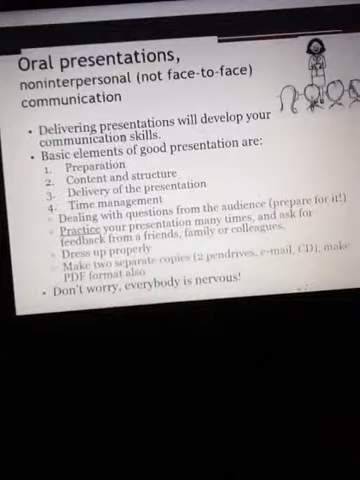 Oral presentations,
noninterpersonal (not face-to-face)
communication
• Delivering presentations will develop your
communication skills.
• Basic elements of good presentation are:
1. Preparation
2. Content and structure
3. Delivery of the presentation
4. Time management
Dealing with questions from the audience (prepare for it!)
Practice your presentation many times, and ask for
feedback from a friends, family or colleagues.
Dress up properly
Make two separate copies (2 pendrives, e-mail, CD), make
PDF format also
• Don't worry, everybody is nervous!